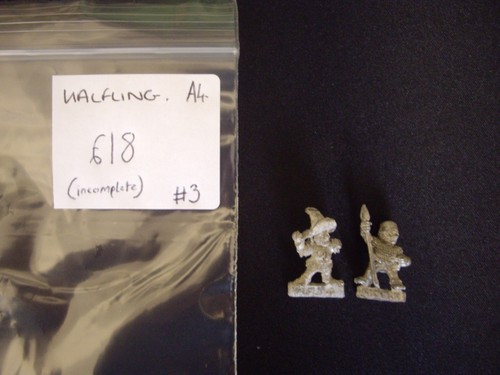 HALFLING. A4.
£18
(incomplete)
#3